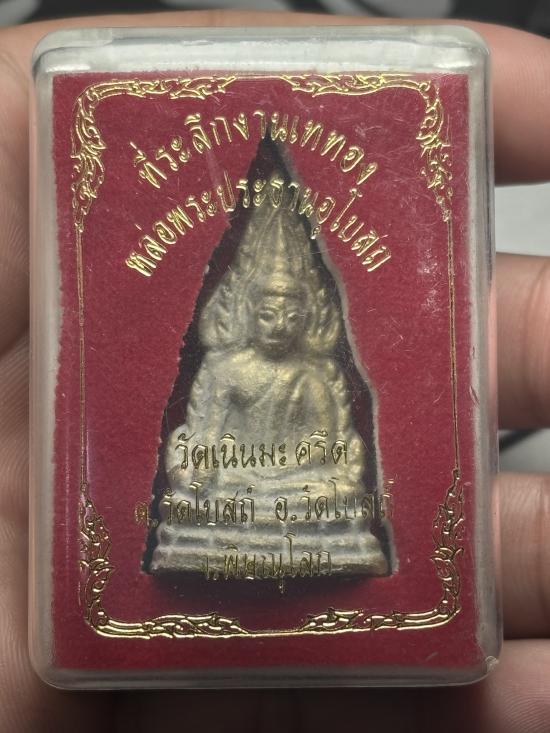 ที่ระลึกงานเททอง
หล่อพระประธานอุโบสถ
วัดเนินมะครึด
ต.วัดโบสถ์ อ.วัดโบสถ์
จ.พิษณุโลก